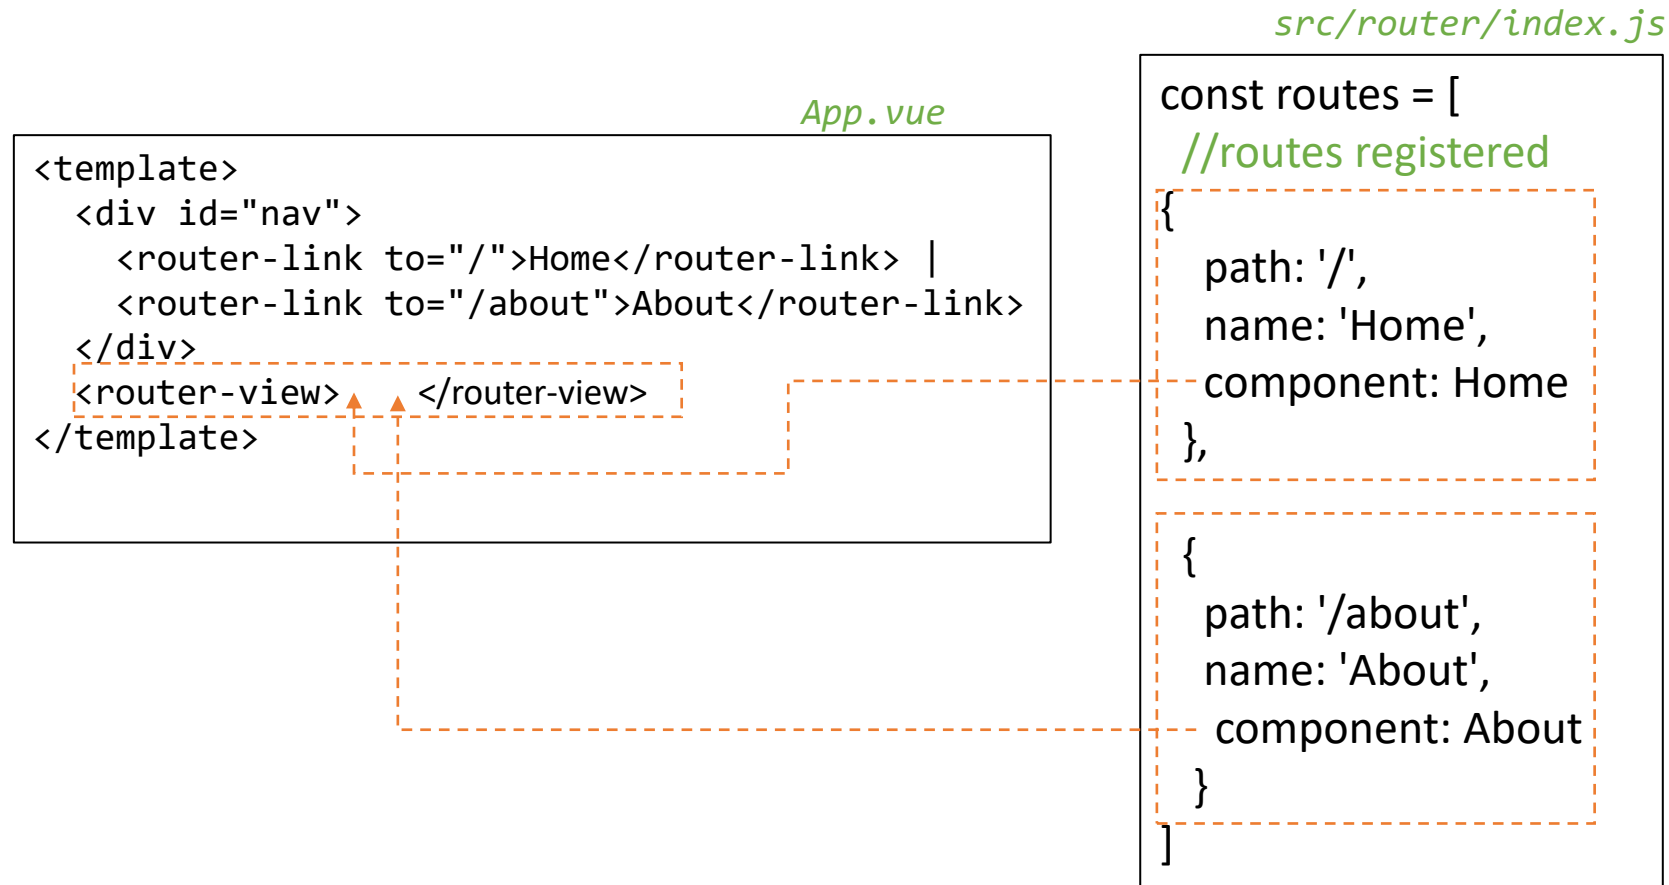 App.vue
<template>
<div id="nav">
<router-link to="/">Home</router-link> |
<router-link to="/about">About</router-link>
</div>
<router-view> </router-view>
</template>
src/router/index.js
const routes = [
//routes registered
{
path: '/',
name: 'Home',
component: Home
},
{
path: '/about',
name: 'About',
component: About
}
]